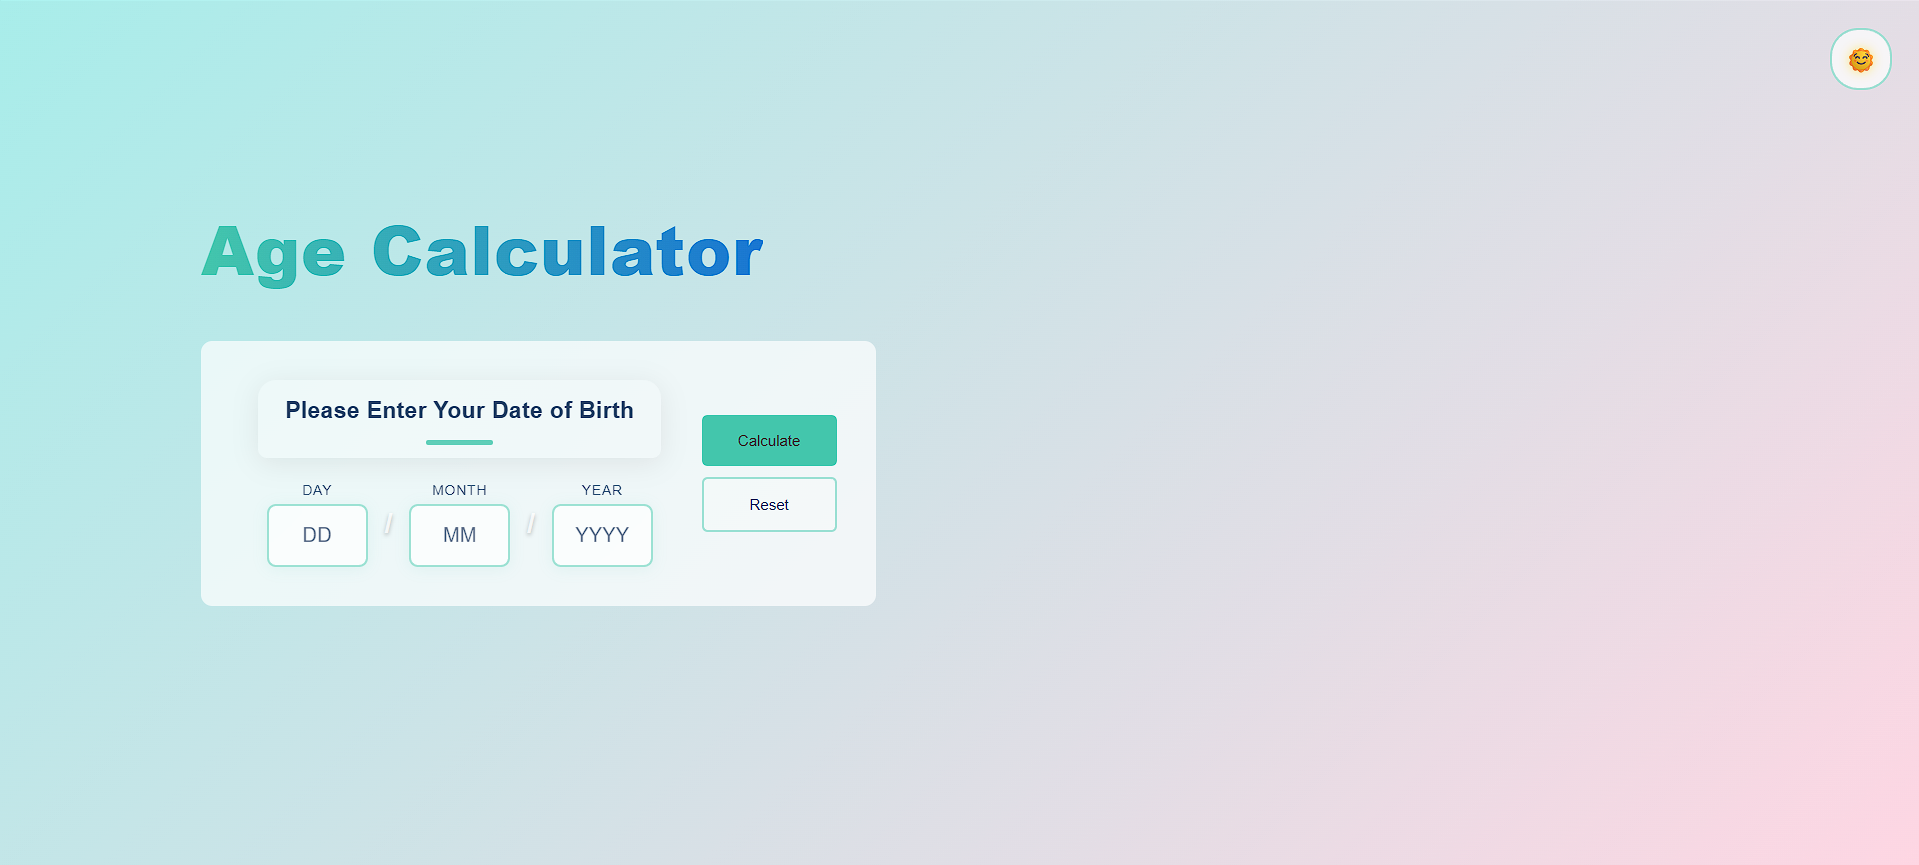 Age Calculator
Please Enter Your Date of Birth
DAY MONTH YEAR
DD / MM / YYYY
Calculate
Reset